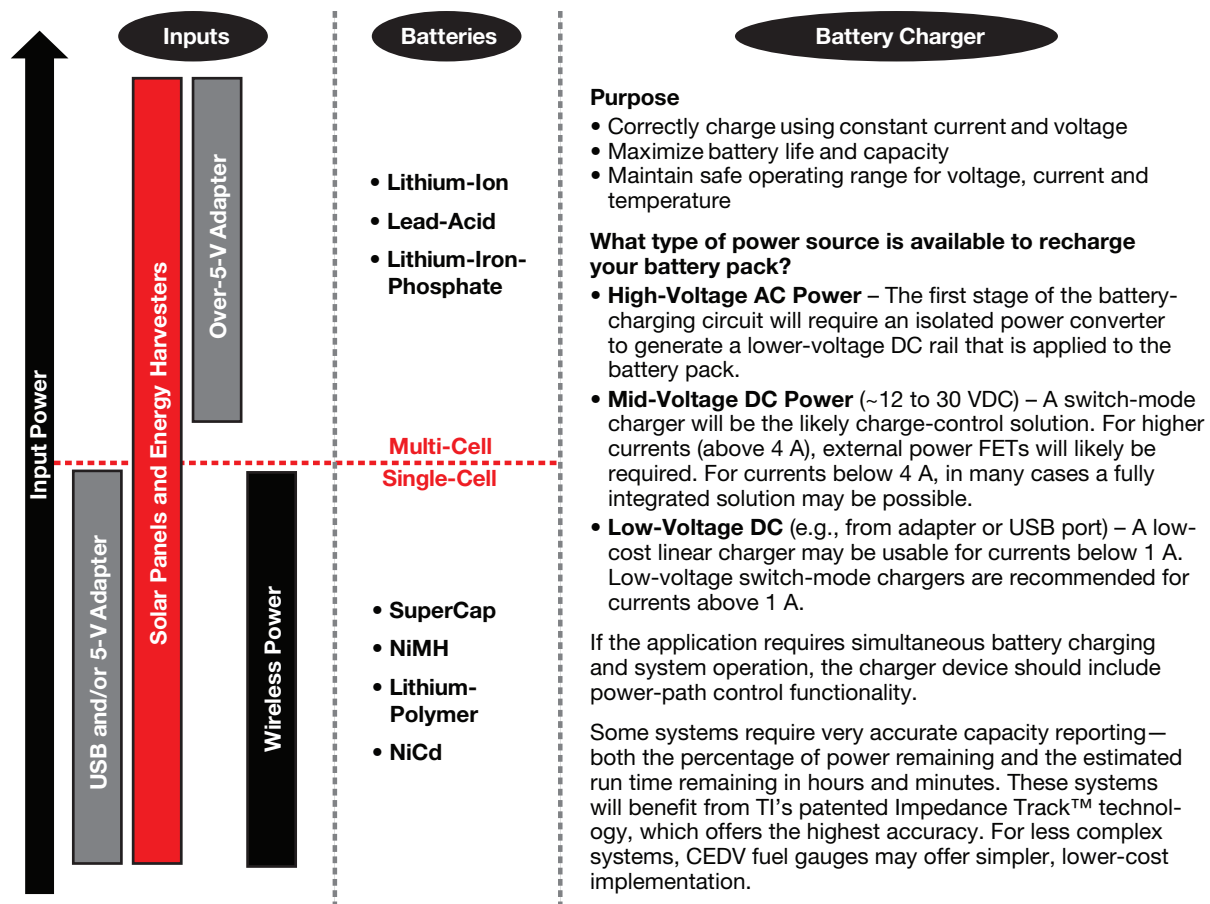 Inputs
Batteries
Battery Charger
Input Power
USB and/or 5-V Adapter
Solar Panels and Energy Harvesters
Over-5-V Adapter
Wireless Power
• Lithium-Ion
• Lead-Acid
• Lithium-Iron-
Phosphate
Multi-Cell
Single-Cell
• SuperCap
• NiMH
• Lithium-
Polymer
• NiCd
Purpose
• Correctly charge using constant current and voltage
• Maximize battery life and capacity
• Maintain safe operating range for voltage, current and
temperature
What type of power source is available to recharge
your battery pack?
• High-Voltage AC Power – The first stage of the battery-
charging circuit will require an isolated power converter
to generate a lower-voltage DC rail that is applied to the
battery pack.
• Mid-Voltage DC Power (~12 to 30 VDC) – A switch-mode
charger will be the likely charge-control solution. For higher
currents (above 4 A), external power FETs will likely be
required. For currents below 4 A, in many cases a fully
integrated solution may be possible.
• Low-Voltage DC (e.g., from adapter or USB port) – A low-
cost linear charger may be usable for currents below 1 A.
Low-voltage switch-mode chargers are recommended for
currents above 1 A.
If the application requires simultaneous battery charging
and system operation, the charger device should include
power-path control functionality.
Some systems require very accurate capacity reporting—
both the percentage of power remaining and the estimated
run time remaining in hours and minutes. These systems
will benefit from TI's patented Impedance Track™ technol-
ogy, which offers the highest accuracy. For less complex
systems, CEDV fuel gauges may offer simpler, lower-cost
implementation.